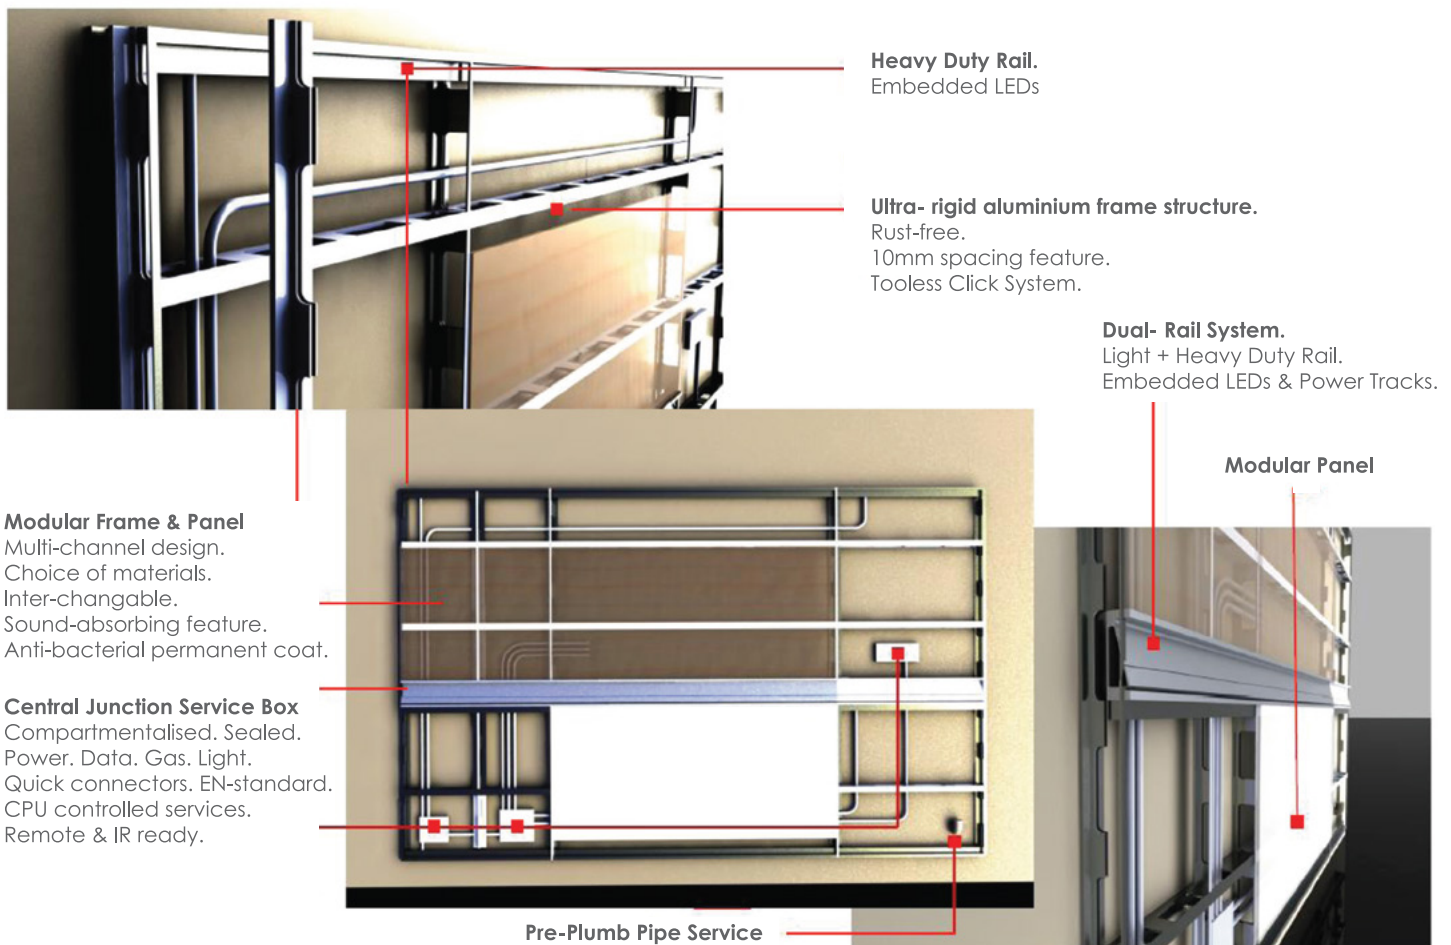 Heavy Duty Rail.
Embedded LEDs
Ultra- rigid aluminium frame structure.
Rust-free.
10mm spacing feature.
Tooless Click System.
Dual- Rail System.
Light + Heavy Duty Rail.
Embedded LEDs & Power Tracks.
Modular Panel
Modular Frame & Panel
Multi-channel design.
Choice of materials.
Inter-changable.
Sound-absorbing feature.
Anti-bacterial permanent coat.
Central Junction Service Box
Compartmentalised. Sealed.
Power. Data. Gas. Light.
Quick connectors. EN-standard.
CPU controlled services.
Remote & IR ready.
Pre-Plumb Pipe Service